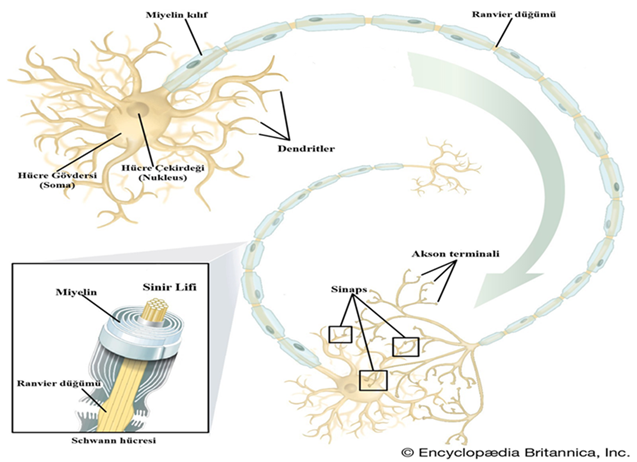 Miyelin kılıf
Ranvier düğümü
Dendritler
Hücre Gövdersi
(Soma)
Hücre Çekirdeği
(Nukleus)
Akson terminali
Sinaps
Sinir Lifi
Miyelin
Ranvier düğümü
Schwann hücresi
© Encyclopædia Britannica, Inc.